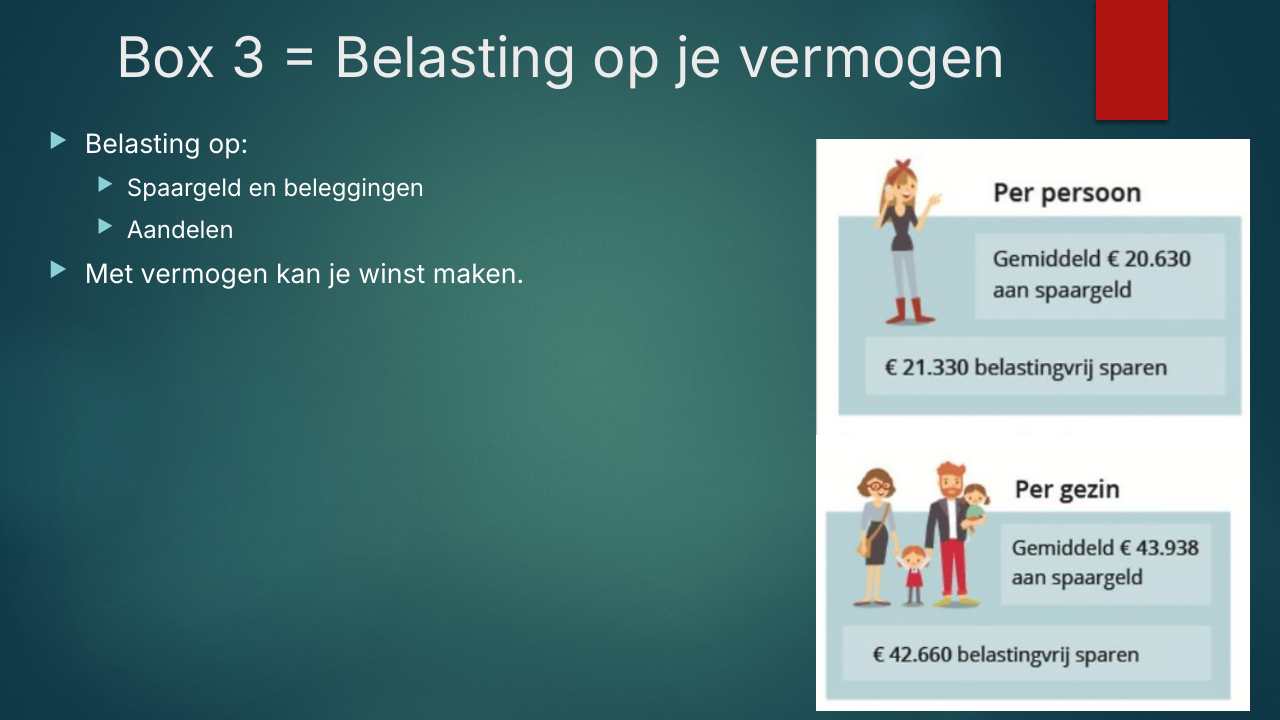 Box 3 = Belasting op je vermogen
Belasting op:
Spaargeld en beleggingen
Aandelen
Met vermogen kan je winst maken.
Per persoon
Gemiddeld € 20.630
aan spaargeld
€ 21.330 belastingvrij sparen
Per gezin
Gemiddeld € 43.938
aan spaargeld
€ 42.660 belastingvrij sparen